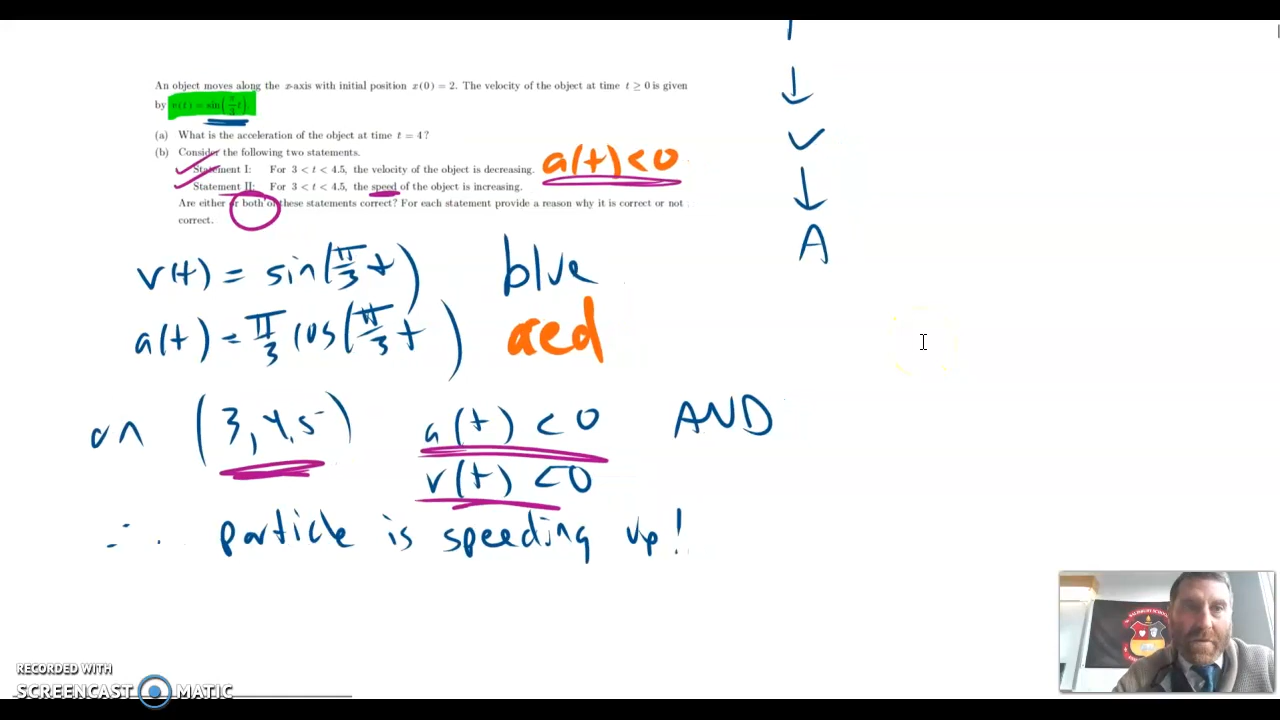 An object moves along the x-axis with initial position x(0) = 2. The velocity of the object at time t ≥ 0 is given
by v(t) = sin(π/3 t).
(a) What is the acceleration of the object at time t = 4?
(b) Consider the following two statements.
Statement I: For 3 < t < 4.5, the velocity of the object is decreasing. a(t) < 0
Statement II: For 3 < t < 4.5, the speed of the object is increasing.
Are either or both of these statements correct? For each statement provide a reason why it is correct or not
correct.
↓
v
↓
A
v(t) = sin(π/3 t) blue
a(t) = π/3 cos(π/3 t) red
on (3, 4.5) a(t) < 0 AND
v(t) < 0
∴ particle is speeding up!
RECORDED WITH
SCREENCAST MATIC